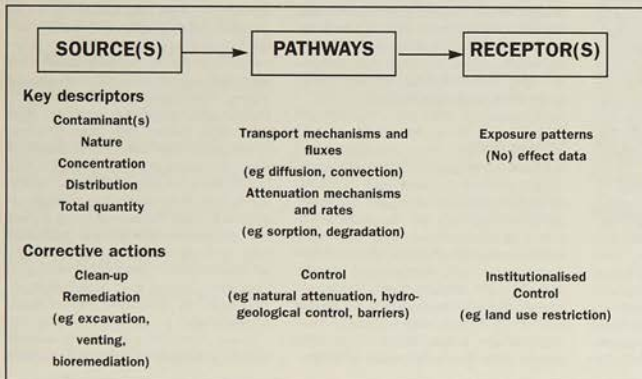 SOURCE(S)
PATHWAYS
RECEPTOR(S)
Key descriptors
Contaminant(s)
Nature
Concentration
Distribution
Total quantity
Transport mechanisms and
fluxes
(eg diffusion, convection)
Attenuation mechanisms
and rates
(eg sorption, degradation)
Exposure patterns
(No) effect data
Corrective actions
Clean-up
Remediation
(eg excavation,
venting,
bioremediation)
Control
(eg natural attenuation, hydro-
geological control, barriers)
Institutionalised
Control
(eg land use restriction)